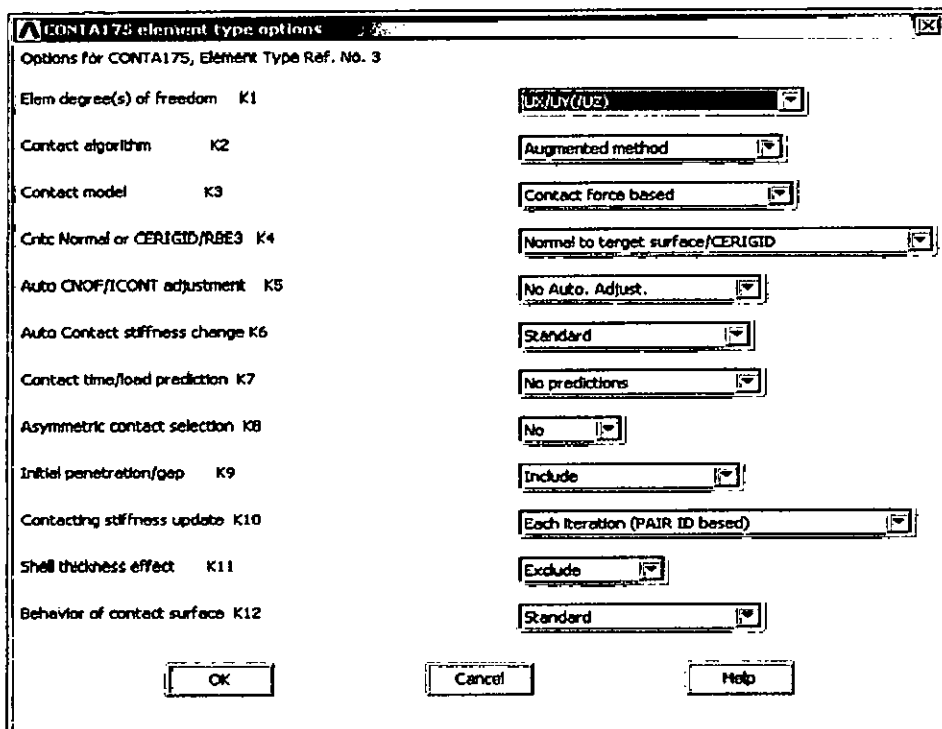 CONTA175 element type options
Options for CONTA175, Element Type Ref. No. 3
Elem degree(s) of freedom K1 UX/UY(/UZ)
Contact algorithm K2 Augmented method
Contact model K3 Contact force based
Cntc Normal or CERIGID/RBE3 K4 Normal to target surface/CERIGID
Auto CNOF/ICONT adjustment K5 No Auto. Adjust.
Auto Contact stiffness change K6 Standard
Contact time/load prediction K7 No predictions
Asymmetric contact selection K8 No
Initial penetration/gap K9 Include
Contacting stiffness update K10 Each iteration (PAIR ID based)
Shell thickness effect K11 Exclude
Behavior of contact surface K12 Standard
OK Cancel Help